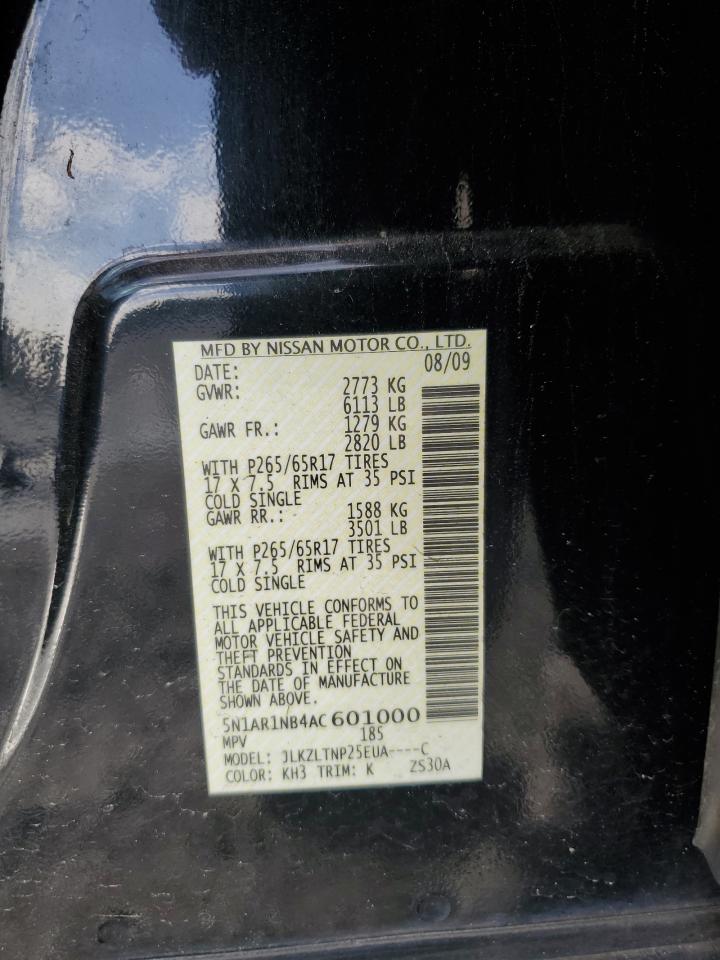 MFD BY NISSAN MOTOR CO., LTD.
DATE: 08/09
GVWR: 2773 KG
6113 LB
GAWR FR.: 1279 KG
2820 LB
WITH P265/65R17 TIRES
17 X 7.5 RIMS AT 35 PSI
COLD SINGLE
GAWR RR.: 1588 KG
3501 LB
WITH P265/65R17 TIRES
17 X 7.5 RIMS AT 35 PSI
COLD SINGLE
THIS VEHICLE CONFORMS TO
ALL APPLICABLE FEDERAL
MOTOR VEHICLE SAFETY AND
THEFT PREVENTION
STANDARDS IN EFFECT ON
THE DATE OF MANUFACTURE
SHOWN ABOVE.
5N1AR1NB4AC601000
MPV 185
MODEL: JLKZLTNP25EUA----C
COLOR: KH3 TRIM: K ZS30A